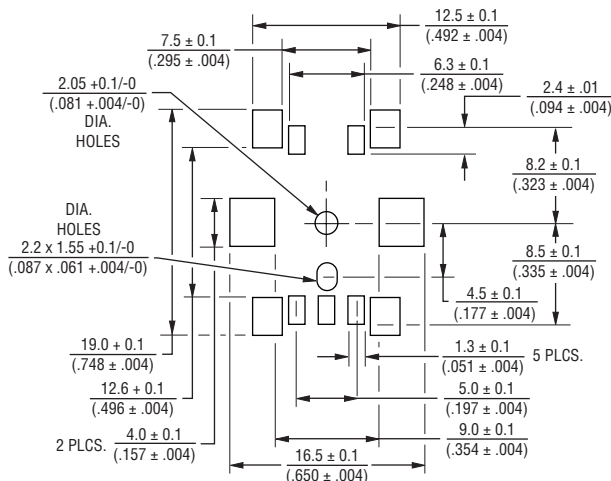 12.5 ± 0.1
(.492 ± .004)
7.5 ± 0.1
(.295 ± .004)
6.3 ± 0.1
(.248 ± .004)
2.05 +0.1/-0
(.081 +.004/-0)
DIA.
HOLES
2.4 ± .01
(.094 ± .004)
8.2 ± 0.1
(.323 ± .004)
DIA.
HOLES
2.2 x 1.55 +0.1/-0
(.087 x .061 +.004/-0)
8.5 ± 0.1
(.335 ± .004)
4.5 ± 0.1
(.177 ± .004)
19.0 + 0.1
(.748 ± .004)
1.3 ± 0.1
(.051 ± .004)
5 PLCS.
12.6 + 0.1
(.496 ± .004)
5.0 ± 0.1
(.197 ± .004)
2 PLCS.
4.0 ± 0.1
(.157 ± .004)
9.0 ± 0.1
(.354 ± .004)
16.5 ± 0.1
(.650 ± .004)